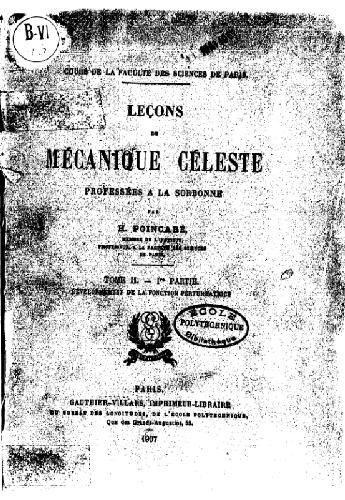 B-VI
COURS DE LA FACULTÉ DES SCIENCES DE PARIS.
LEÇONS
DE
MÉCANIQUE CÉLESTE
PROFESSÉES A LA SORBONNE
PAR
H. POINCARÉ,
MEMBRE DE L'INSTITUT,
PROFESSEUR A LA FACULTÉ DES SCIENCES
DE PARIS.
TOME II. — Ire PARTIE.
DÉVELOPPEMENT DE LA FONCTION PERTURBATRICE
ÉCOLE
POLYTECHNIQUE
Bibliothèque
PARIS,
GAUTHIER-VILLARS, IMPRIMEUR-LIBRAIRE
DU BUREAU DES LONGITUDES, DE L'ÉCOLE POLYTECHNIQUE,
Quai des Grands-Augustins, 55.
1907